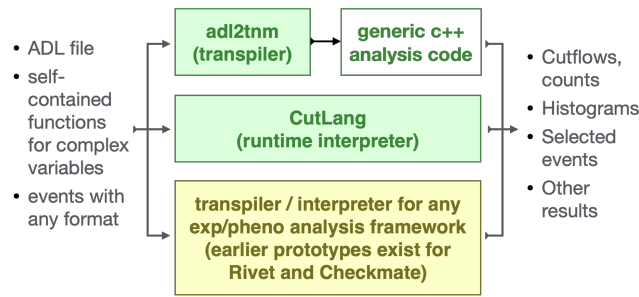 • ADL file
• self-
contained
functions
for complex
variables
• events with
any format
adl2tnm
(transpiler)
generic c++
analysis code
CutLang
(runtime interpreter)
transpiler / interpreter for any
exp/pheno analysis framework
(earlier prototypes exist for
Rivet and Checkmate)
• Cutflows,
counts
• Histograms
• Selected
events
• Other
results